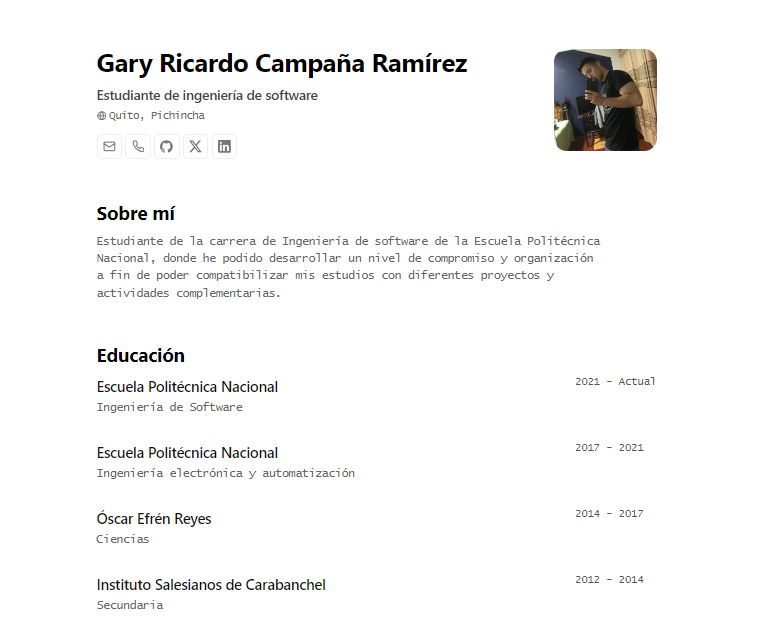 Gary Ricardo Campaña Ramírez
Estudiante de ingeniería de software
Quito, Pichincha
Sobre mí
Estudiante de la carrera de Ingeniería de software de la Escuela Politécnica
Nacional, donde he podido desarrollar un nivel de compromiso y organización
a fin de poder compatibilizar mis estudios con diferentes proyectos y
actividades complementarias.
Educación
Escuela Politécnica Nacional
2021 - Actual
Ingeniería de Software
Escuela Politécnica Nacional
2017 - 2021
Ingeniería electrónica y automatización
Óscar Efrén Reyes
2014 - 2017
Ciencias
Instituto Salesianos de Carabanchel
2012 - 2014
Secundaria